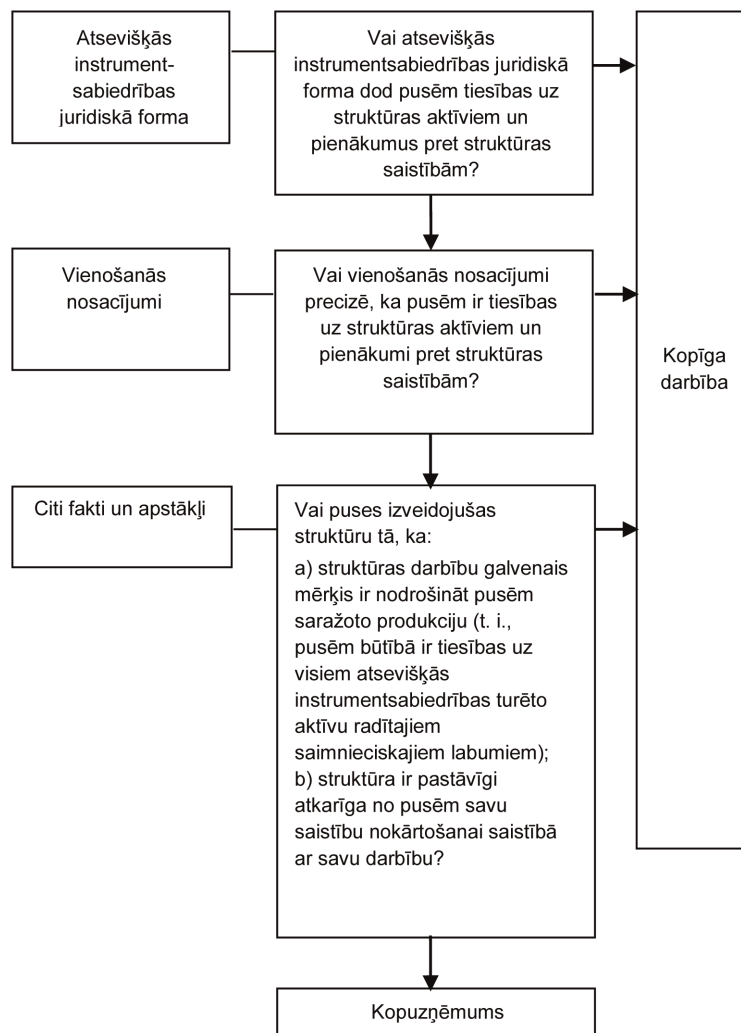 Atsevišķās
instrument-
sabiedrības
juridiskā forma
Vai atsevišķās
instrumentsabiedrības juridiskā
forma dod pusēm tiesības uz
struktūras aktīviem un
pienākumus pret struktūras
saistībām?
Vienošanās
nosacījumi
Vai vienošanās nosacījumi
precizē, ka pusēm ir tiesības
uz struktūras aktīviem un
pienākumi pret struktūras
saistībām?
Kopīga
darbība
Citi fakti un apstākļi
Vai puses izveidojušas
struktūru tā, ka:
a) struktūras darbību galvenais
mērķis ir nodrošināt pusēm
saražoto produkciju (t. i.,
pusēm būtībā ir tiesības uz
visiem atsevišķās
instrumentsabiedrības turēto
aktīvu radītajiem
saimnieciskajiem labumiem);
b) struktūra ir pastāvīgi
atkarīga no pusēm savu
saistību nokārtošanai saistībā
ar savu darbību?
Kopuzņēmums